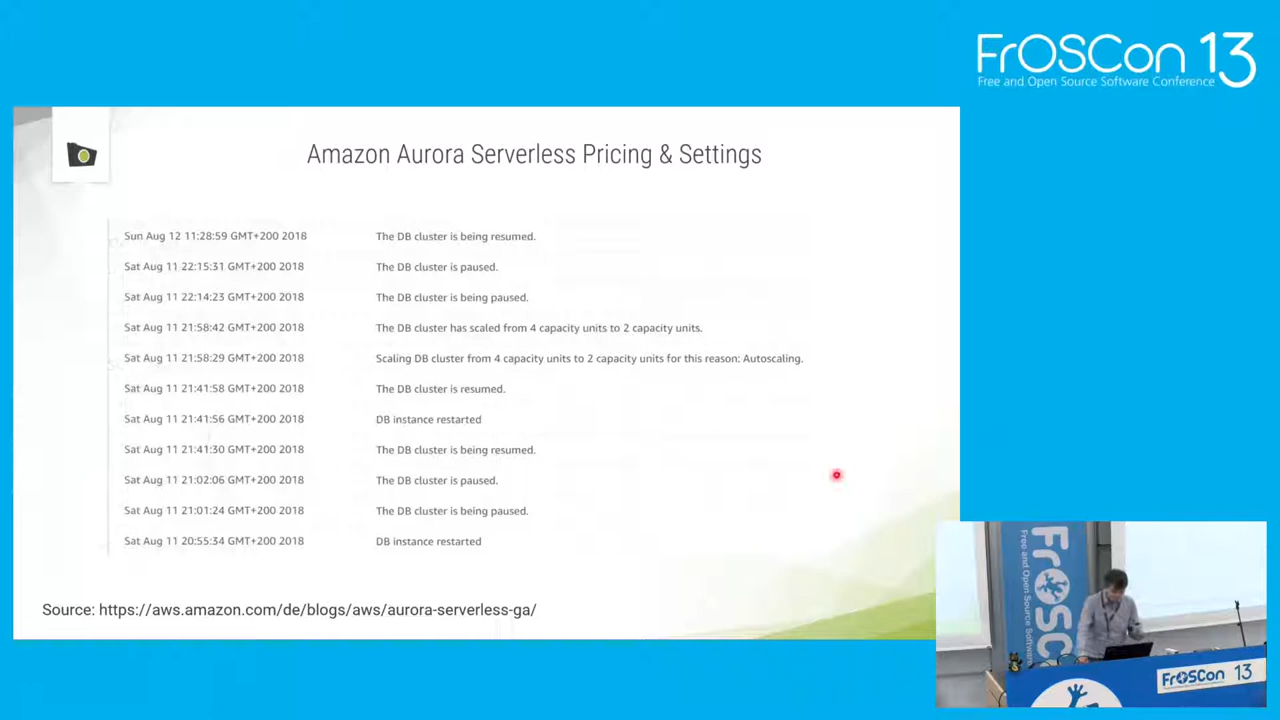 FrOSCon 13
Free and Open Source Software Conference
Amazon Aurora Serverless Pricing & Settings
Sun Aug 12 11:28:59 GMT+200 2018 The DB cluster is being resumed.
Sat Aug 11 22:15:31 GMT+200 2018 The DB cluster is paused.
Sat Aug 11 22:14:23 GMT+200 2018 The DB cluster is being paused.
Sat Aug 11 21:58:42 GMT+200 2018 The DB cluster has scaled from 4 capacity units to 2 capacity units.
Sat Aug 11 21:58:29 GMT+200 2018 Scaling DB cluster from 4 capacity units to 2 capacity units for this reason: Autoscaling.
Sat Aug 11 21:41:58 GMT+200 2018 The DB cluster is resumed.
Sat Aug 11 21:41:56 GMT+200 2018 DB instance restarted
Sat Aug 11 21:41:30 GMT+200 2018 The DB cluster is being resumed.
Sat Aug 11 21:02:06 GMT+200 2018 The DB cluster is paused.
Sat Aug 11 21:01:24 GMT+200 2018 The DB cluster is being paused.
Sat Aug 11 20:55:34 GMT+200 2018 DB instance restarted
Source: https://aws.amazon.com/de/blogs/aws/aurora-serverless-ga/
FrOSC
Free and Open Source Software
FrOSCon 13